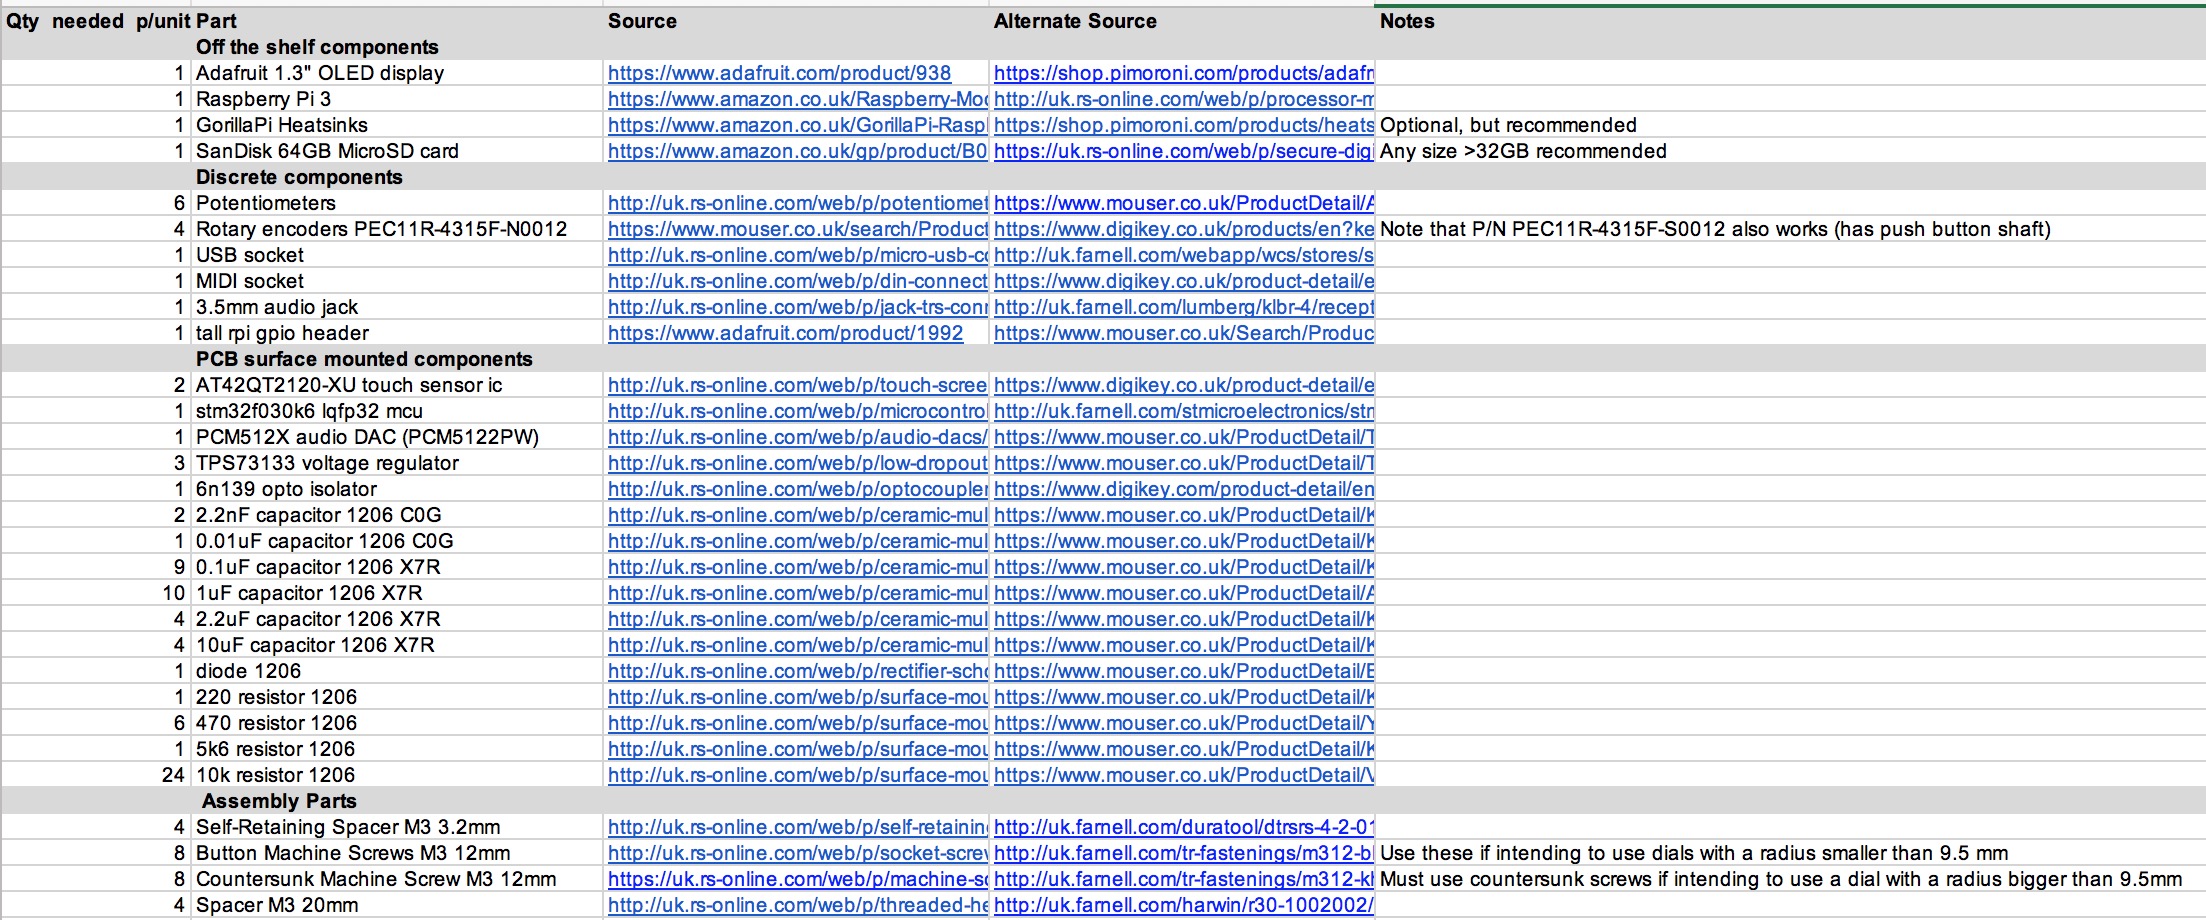 Qty needed p/unit Part Source Alternate Source Notes
Off the shelf components
1 Adafruit 1.3" OLED display https://www.adafruit.com/product/938 https://shop.pimoroni.com/products/adafr
1 Raspberry Pi 3 https://www.amazon.co.uk/Raspberry-Mod http://uk.rs-online.com/web/p/processor-m
1 GorillaPi Heatsinks https://www.amazon.co.uk/GorillaPi-Raspl https://shop.pimoroni.com/products/heats Optional, but recommended
1 SanDisk 64GB MicroSD card https://www.amazon.co.uk/gp/product/B0 https://uk.rs-online.com/web/p/secure-digi Any size >32GB recommended
Discrete components
6 Potentiometers http://uk.rs-online.com/web/p/potentiomet https://www.mouser.co.uk/ProductDetail/A
4 Rotary encoders PEC11R-4315F-N0012 https://www.mouser.co.uk/search/Product https://www.digikey.co.uk/products/en?ke Note that P/N PEC11R-4315F-S0012 also works (has push button shaft)
1 USB socket http://uk.rs-online.com/web/p/micro-usb-co http://uk.farnell.com/webapp/wcs/stores/s
1 MIDI socket http://uk.rs-online.com/web/p/din-connect https://www.digikey.co.uk/product-detail/e
1 3.5mm audio jack http://uk.rs-online.com/web/p/jack-trs-conn http://uk.farnell.com/lumberg/klbr-4/recept
1 tall rpi gpio header https://www.adafruit.com/product/1992 https://www.mouser.co.uk/Search/Produc
PCB surface mounted components
2 AT42QT2120-XU touch sensor ic http://uk.rs-online.com/web/p/touch-scree https://www.digikey.co.uk/product-detail/e
1 stm32f030k6 lqfp32 mcu http://uk.rs-online.com/web/p/microcontrol http://uk.farnell.com/stmicroelectronics/stm
1 PCM512X audio DAC (PCM5122PW) http://uk.rs-online.com/web/p/audio-dacs/ https://www.mouser.co.uk/ProductDetail/T
3 TPS73133 voltage regulator http://uk.rs-online.com/web/p/low-dropout https://www.mouser.co.uk/ProductDetail/T
1 6n139 opto isolator http://uk.rs-online.com/web/p/optocoupler https://www.digikey.com/product-detail/en
2 2.2nF capacitor 1206 C0G http://uk.rs-online.com/web/p/ceramic-mul https://www.mouser.co.uk/ProductDetail/K
1 0.01uF capacitor 1206 C0G http://uk.rs-online.com/web/p/ceramic-mul https://www.mouser.co.uk/ProductDetail/K
9 0.1uF capacitor 1206 X7R http://uk.rs-online.com/web/p/ceramic-mul https://www.mouser.co.uk/ProductDetail/K
10 1uF capacitor 1206 X7R http://uk.rs-online.com/web/p/ceramic-mul https://www.mouser.co.uk/ProductDetail/A
4 2.2uF capacitor 1206 X7R http://uk.rs-online.com/web/p/ceramic-mul https://www.mouser.co.uk/ProductDetail/K
4 10uF capacitor 1206 X7R http://uk.rs-online.com/web/p/ceramic-mul https://www.mouser.co.uk/ProductDetail/K
1 diode 1206 http://uk.rs-online.com/web/p/rectifier-scho https://www.mouser.co.uk/ProductDetail/E
1 220 resistor 1206 http://uk.rs-online.com/web/p/surface-mou https://www.mouser.co.uk/ProductDetail/K
6 470 resistor 1206 http://uk.rs-online.com/web/p/surface-mou https://www.mouser.co.uk/ProductDetail/Y
1 5k6 resistor 1206 http://uk.rs-online.com/web/p/surface-mou https://www.mouser.co.uk/ProductDetail/K
24 10k resistor 1206 http://uk.rs-online.com/web/p/surface-mou https://www.mouser.co.uk/ProductDetail/V
Assembly Parts
4 Self-Retaining Spacer M3 3.2mm http://uk.rs-online.com/web/p/self-retaining http://uk.farnell.com/duratool/dtrsrs-4-2-01
8 Button Machine Screws M3 12mm http://uk.rs-online.com/web/p/socket-screw http://uk.farnell.com/tr-fastenings/m312-bl Use these if intending to use dials with a radius smaller than 9.5 mm
8 Countersunk Machine Screw M3 12mm https://uk.rs-online.com/web/p/machine-sc http://uk.farnell.com/tr-fastenings/m312-kl Must use countersunk screws if intending to use a dial with a radius bigger than 9.5mm
4 Spacer M3 20mm http://uk.rs-online.com/web/p/threaded-he http://uk.farnell.com/harwin/r30-1002002/